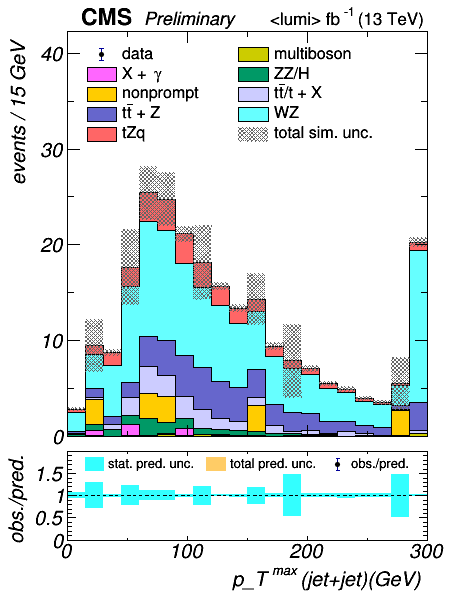 CMS Preliminary <lumi> fb⁻¹ (13 TeV)
events / 15 GeV
40
30
20
10
0
data
X + γ
nonprompt
tt̄ + Z
tZq
multiboson
ZZ/H
tt̄/t + X
WZ
total sim. unc.
obs./pred.
1.5
1
0.5
0
stat. pred. unc. total pred. unc. obs./pred.
0 100 200 300
p_T^max (jet+jet)(GeV)